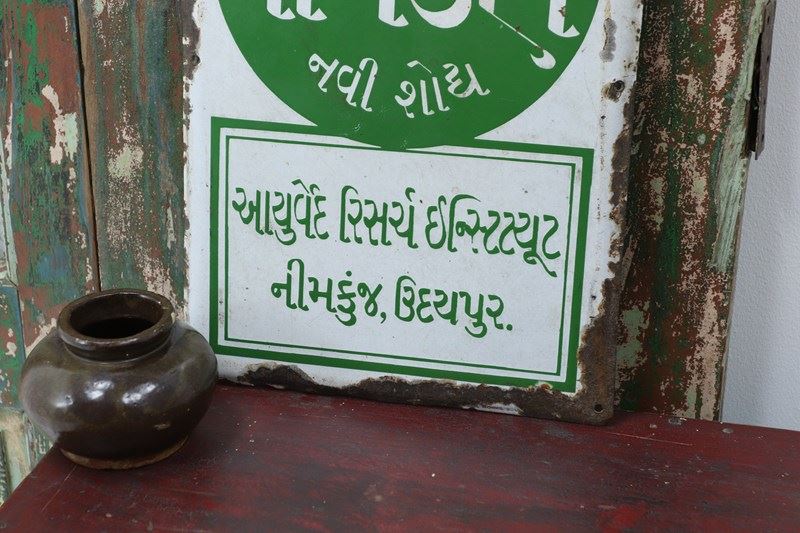 નવી શોધ
આયુર્વેદ રિસર્ચ ઈન્સ્ટિટ્યૂટ
નીમકુંજ, ઉદયપુર.